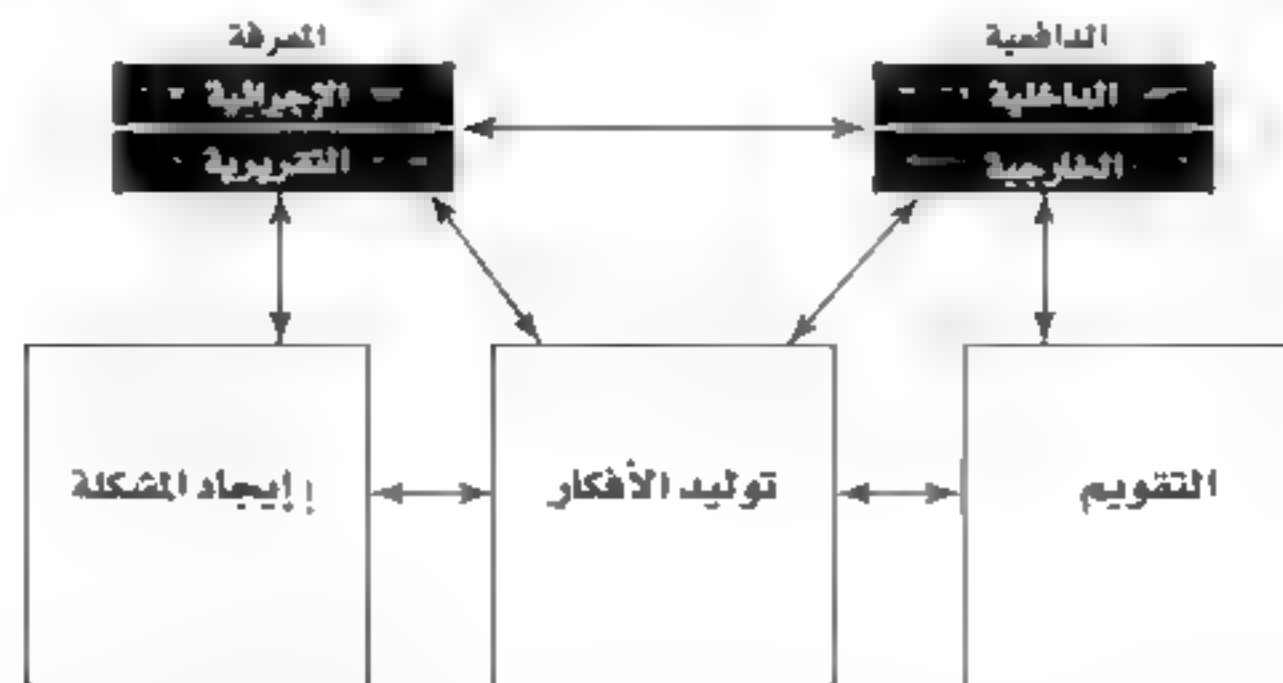 الدافعية
المعرفة
الداخلية
الإجرائية
الخارجية
التقريرية
التقويم
توليد الأفكار
إيجاد المشكلة